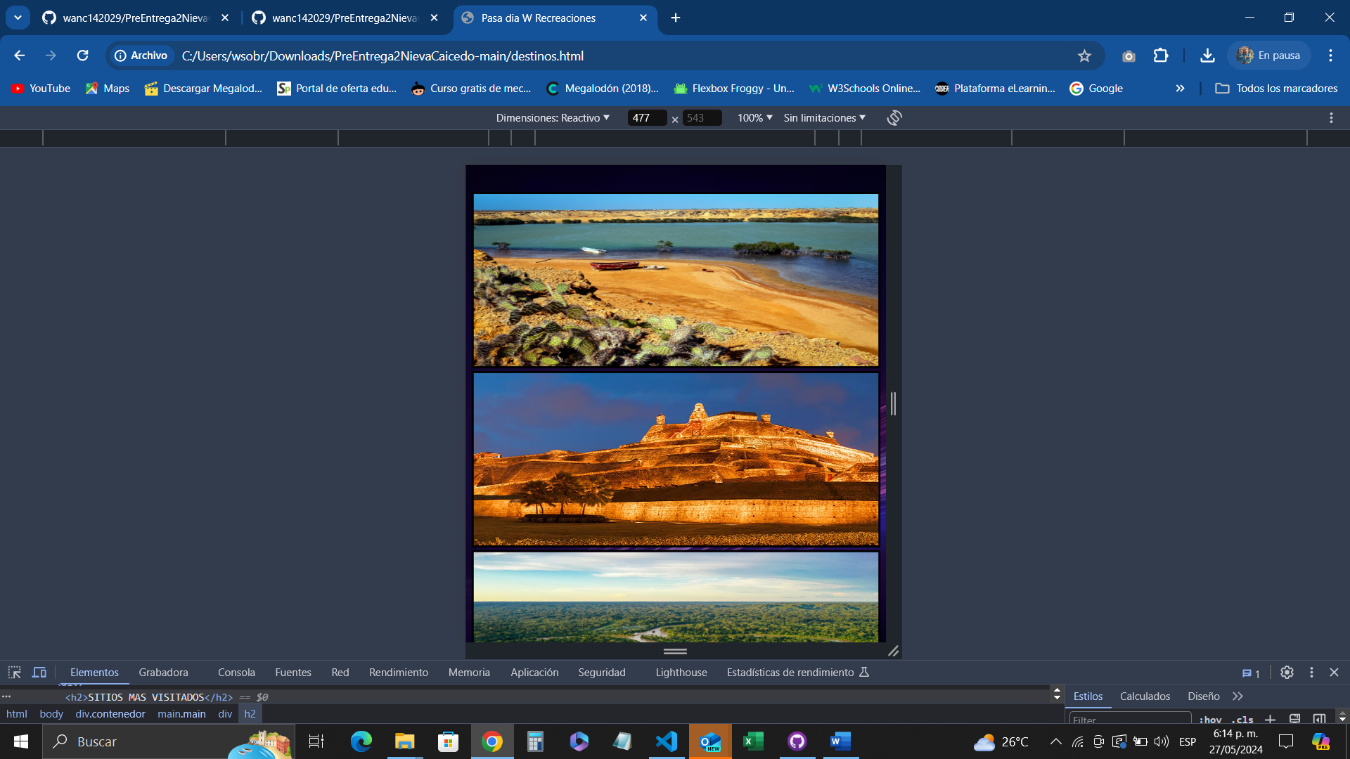 wanc142029/PreEntrega2Nieva
wanc142029/PreEntrega2Nieva
Pasa dia W Recreaciones
Archivo
C:/Users/wsobr/Downloads/PreEntrega2NievaCaicedo-main/destinos.html
En pausa
YouTube
Maps
Descargar Megalod...
Portal de oferta edu...
Curso gratis de mec...
Megalodón (2018)...
Flexbox Froggy - Un...
W3Schools Online...
Plataforma eLearnin...
Google
Todos los marcadores
Dimensiones: Reactivo
477 x 543
100%
Sin limitaciones
Elementos
Grabadora
Consola
Fuentes
Red
Rendimiento
Memoria
Aplicación
Seguridad
Lighthouse
Estadísticas de rendimiento
1
<h2>SITIOS MAS VISITADOS</h2> == $0
Estilos
Calculados
Diseño
html
body
div.contenedor
main.main
div
h2
Filter
:hov
.cls
Buscar
26°C
ESP
6:14 p. m.
27/05/2024